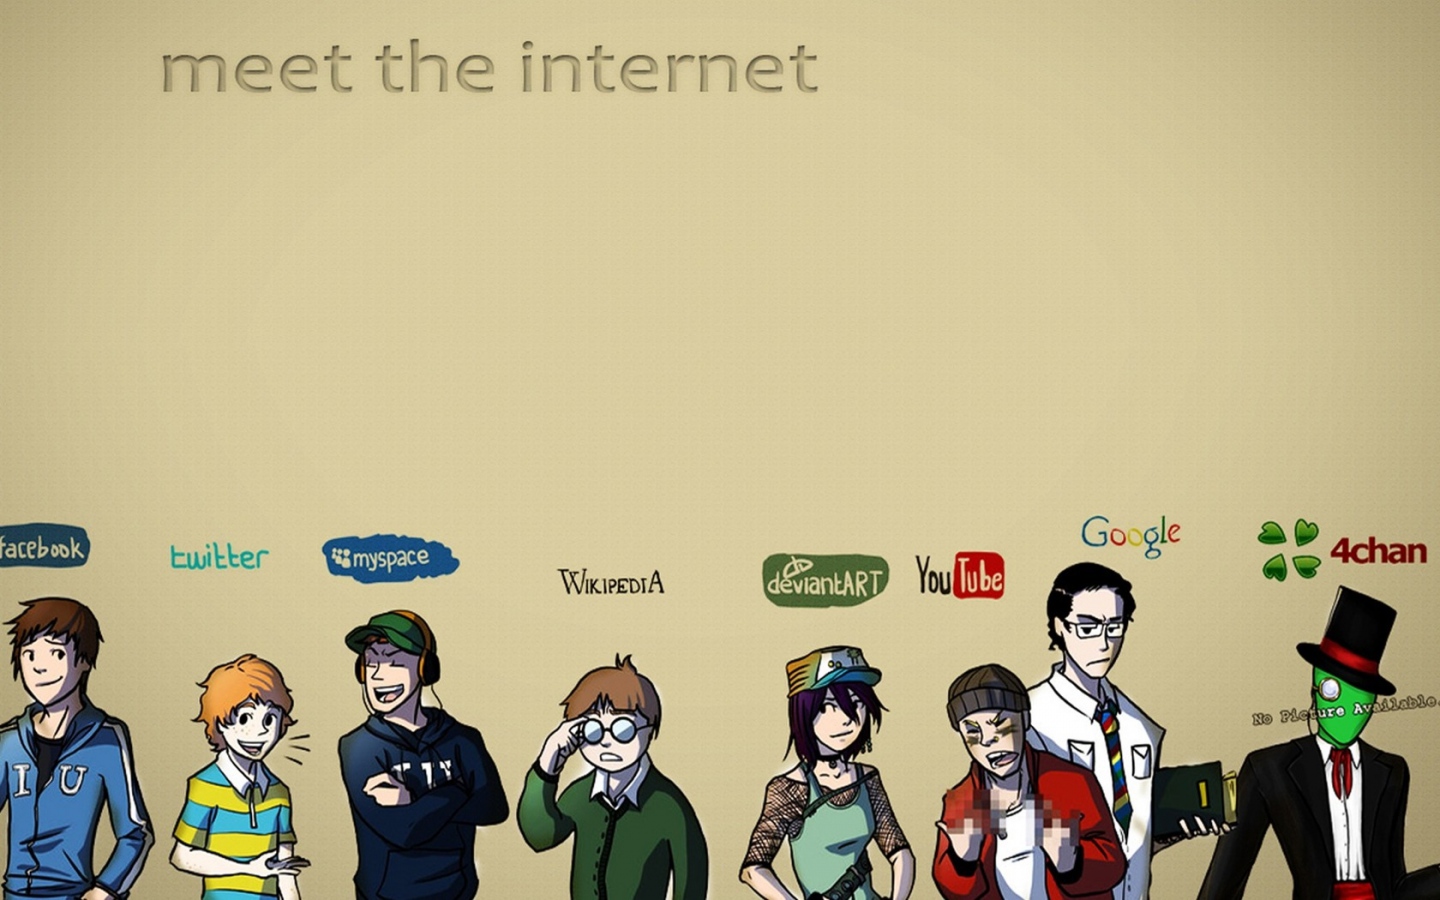 meet the internet
facebook
twitter
myspace
WIKIPEDIA
deviantART
YouTube
Google
4chan
No Picture Available.
I U